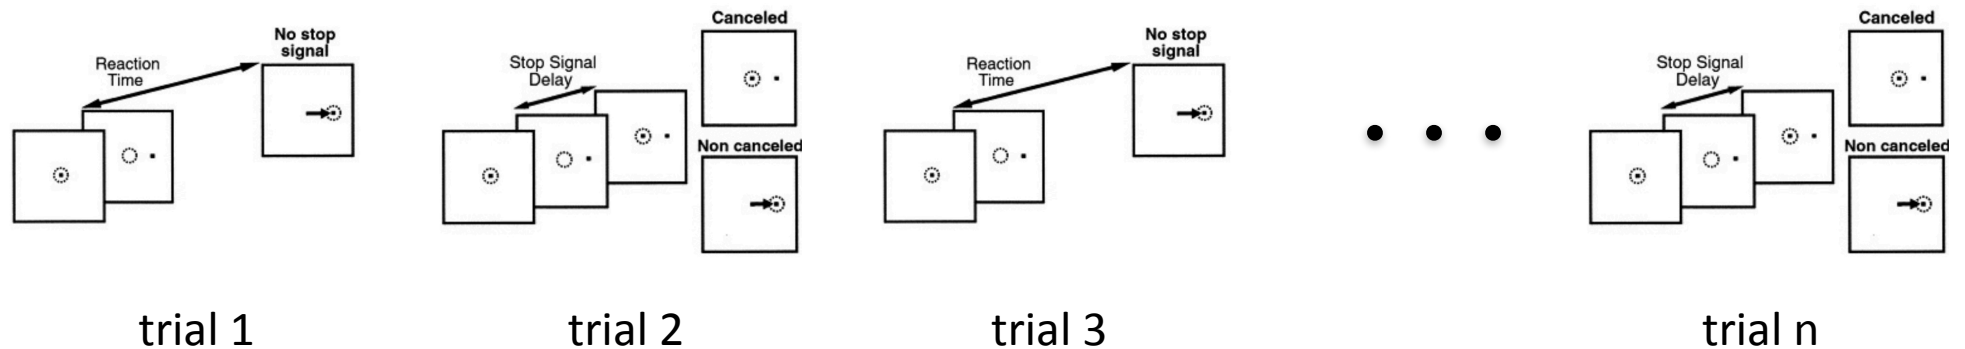 No stop
signal
Reaction
Time
trial 1
Canceled
Stop Signal
Delay
Non canceled
trial 2
No stop
signal
Reaction
Time
trial 3
Canceled
Stop Signal
Delay
Non canceled
trial n